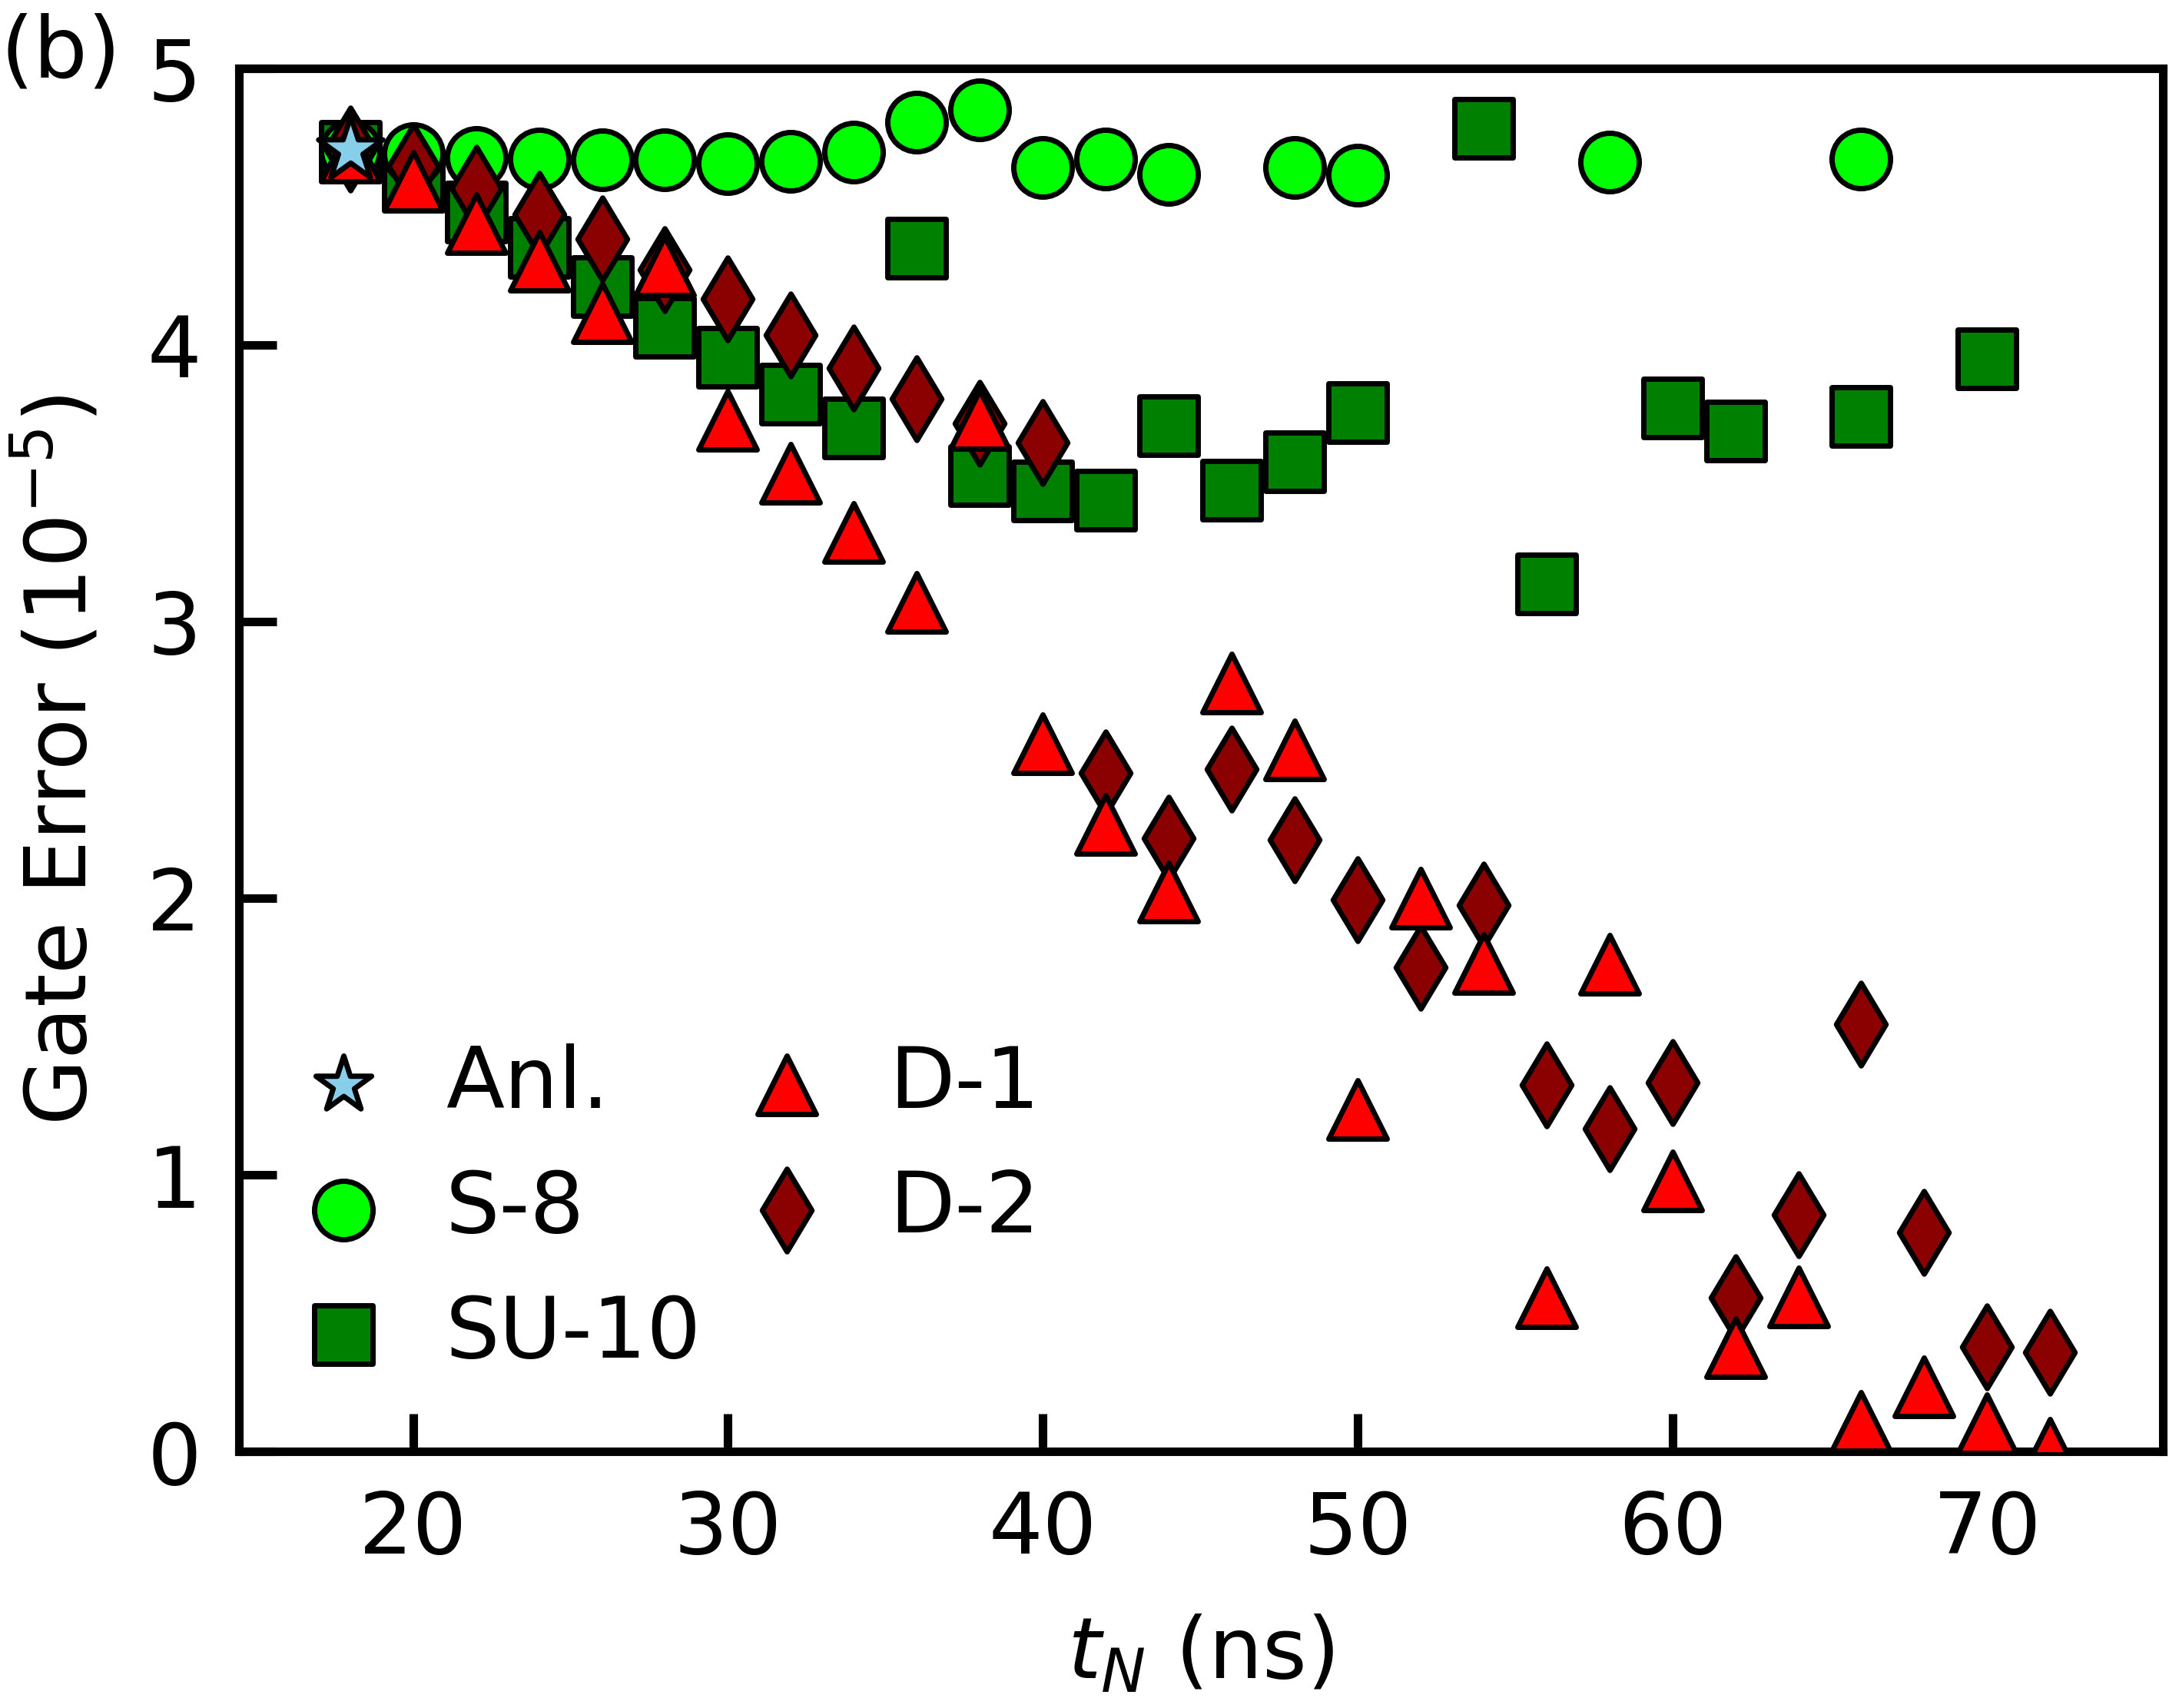 (b)
5
4
3
2
1
0
Gate Error (10⁻⁵)
Anl.
S-8
SU-10
D-1
D-2
20 30 40 50 60 70
t_N (ns)